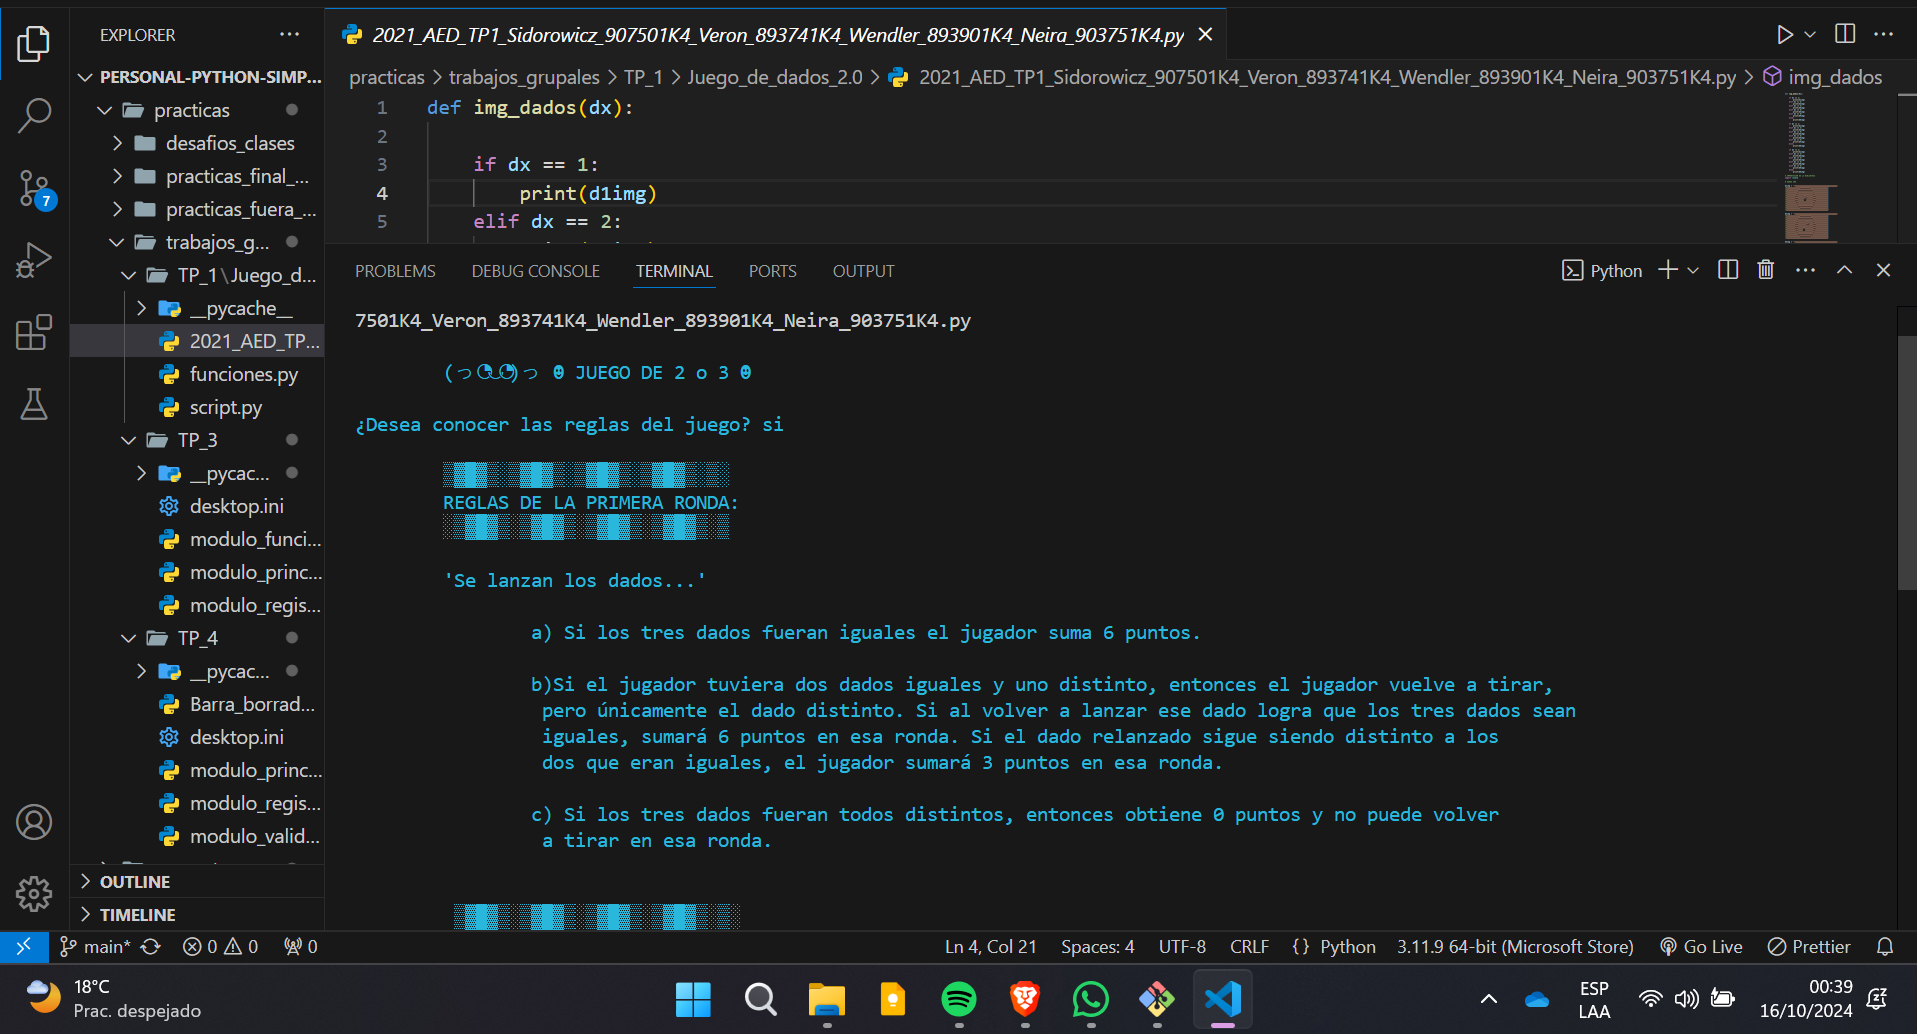 EXPLORER
2021_AED_TP1_Sidorowicz_907501K4_Veron_893741K4_Wendler_893901K4_Neira_903751K4.py
PERSONAL-PYTHON-SIMP...
practicas
desafios_clases
practicas_final_...
practicas_fuera_...
trabajos_g...
TP_1\Juego_d...
__pycache__
2021_AED_TP...
funciones.py
script.py
TP_3
__pycac...
desktop.ini
modulo_funci...
modulo_princ...
modulo_regis...
TP_4
__pycac...
Barra_borrad...
desktop.ini
modulo_princ...
modulo_regis...
modulo_valid...
OUTLINE
TIMELINE
7
practicas > trabajos_grupales > TP_1 > Juego_de_dados_2.0 > 2021_AED_TP1_Sidorowicz_907501K4_Veron_893741K4_Wendler_893901K4_Neira_903751K4.py > img_dados
1 def img_dados(dx):
2
3 if dx == 1:
4 print(d1img)
5 elif dx == 2:
PROBLEMS DEBUG CONSOLE TERMINAL PORTS OUTPUT
Python
7501K4_Veron_893741K4_Wendler_893901K4_Neira_903751K4.py
JUEGO DE 2 o 3
¿Desea conocer las reglas del juego? si
REGLAS DE LA PRIMERA RONDA:
'Se lanzan los dados...'
a) Si los tres dados fueran iguales el jugador suma 6 puntos.
b)Si el jugador tuviera dos dados iguales y uno distinto, entonces el jugador vuelve a tirar,
pero únicamente el dado distinto. Si al volver a lanzar ese dado logra que los tres dados sean
iguales, sumará 6 puntos en esa ronda. Si el dado relanzado sigue siendo distinto a los
dos que eran iguales, el jugador sumará 3 puntos en esa ronda.
c) Si los tres dados fueran todos distintos, entonces obtiene 0 puntos y no puede volver
a tirar en esa ronda.
main* 0 0 0 Ln 4, Col 21 Spaces: 4 UTF-8 CRLF {} Python 3.11.9 64-bit (Microsoft Store) Go Live Prettier
18°C
Prac. despejado
ESP
LAA
00:39
16/10/2024